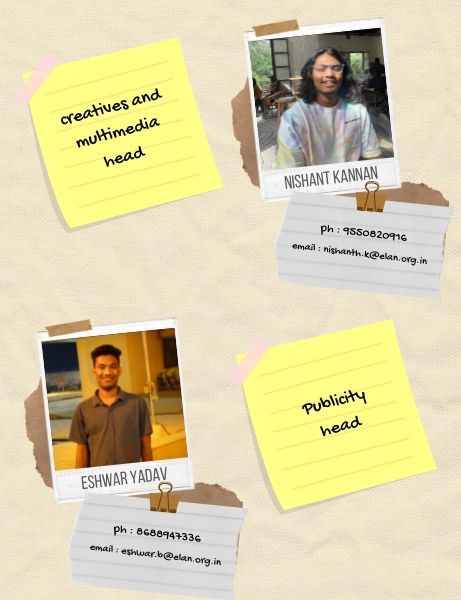 creatives and
multimedia
head
NISHANT KANNAN
ph : 9550820916
email : nishanth.k@elan.org.in
ESHWAR YADAV
ph : 8688947336
email : eshwar.b@elan.org.in
Publicity
head